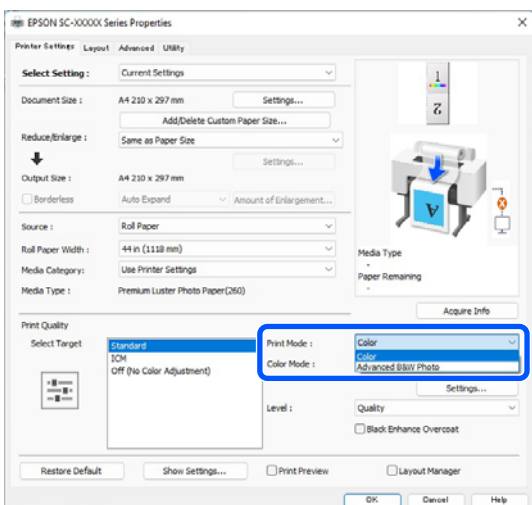 EPSON SC-XXXXX Series Properties
Printer Settings Layout Advanced Utility
Select Setting : Current Settings
Document Size : A4 210 x 297 mm Settings...
Add/Delete Custom Paper Size...
Reduce/Enlarge : Same as Paper Size
Settings...
Output Size : A4 210 x 297 mm
Borderless Auto Expand Amount of Enlargement...
Source : Roll Paper
Roll Paper Width : 44 in (1118 mm)
Media Category: Use Printer Settings
Media Type : Premium Luster Photo Paper(260)
1
2
A
Media Type
-
Paper Remaining
-
Acquire Info
Print Quality
Select Target
Standard
ICM
Off (No Color Adjustment)
Print Mode : Color
Color
Advanced B&W Photo
Color Mode :
Settings...
Level : Quality
Black Enhance Overcoat
Restore Default Show Settings... Print Preview Layout Manager
OK Cancel Help